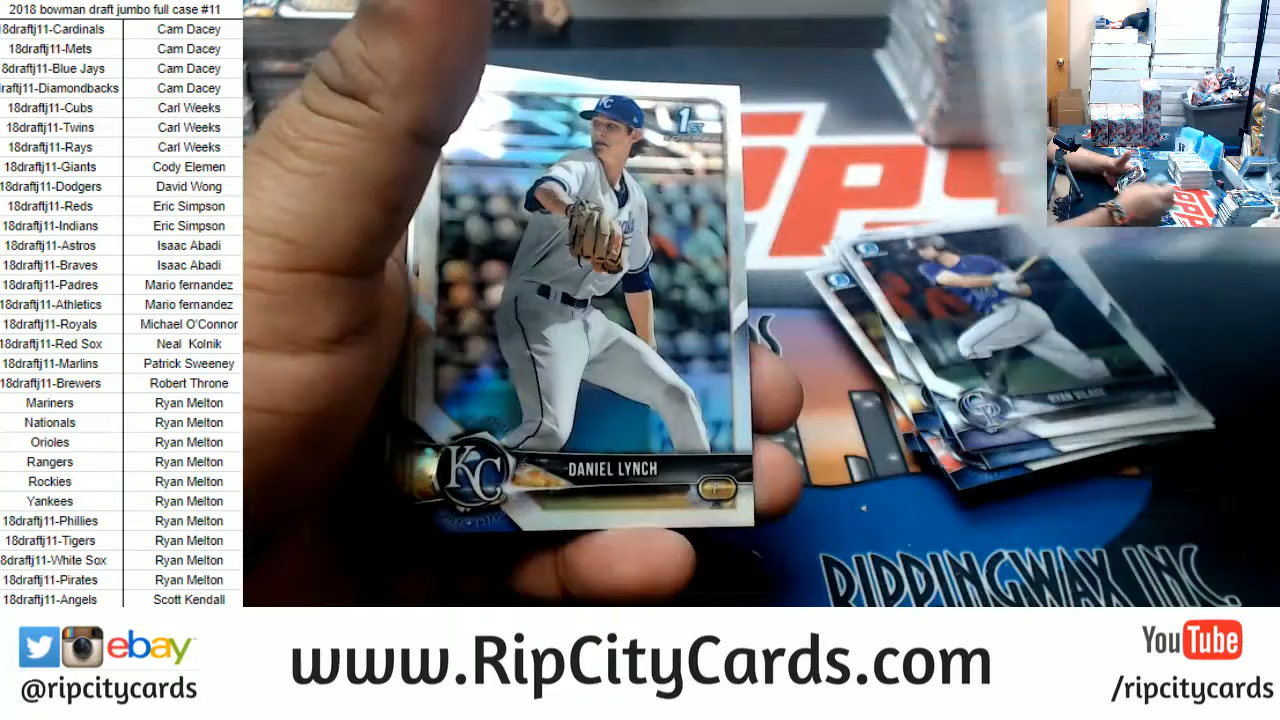 2018 bowman draft jumbo full case #11
18draftj11-Cardinals Cam Dacey
18draftj11-Mets Cam Dacey
18draftj11-Blue Jays Cam Dacey
raftj11-Diamondbacks Cam Dacey
18draftj11-Cubs Carl Weeks
18draftj11-Twins Carl Weeks
18draftj11-Rays Carl Weeks
18draftj11-Giants Cody Elemen
18draftj11-Dodgers David Wong
18draftj11-Reds Eric Simpson
18draftj11-Indians Eric Simpson
18draftj11-Astros Isaac Abadi
18draftj11-Braves Isaac Abadi
18draftj11-Padres Mario fernandez
18draftj11-Athletics Mario fernandez
18draftj11-Royals Michael O'Connor
18draftj11-Red Sox Neal Kolnik
18draftj11-Marlins Patrick Sweeney
18draftj11-Brewers Robert Throne
Mariners Ryan Melton
Nationals Ryan Melton
Orioles Ryan Melton
Rangers Ryan Melton
Rockies Ryan Melton
Yankees Ryan Melton
18draftj11-Phillies Ryan Melton
18draftj11-Tigers Ryan Melton
8draftj11-White Sox Ryan Melton
18draftj11-Pirates Ryan Melton
18draftj11-Angels Scott Kendall
KC
1ST
KC
DANIEL LYNCH
P
RIPPINGWAX INC.
ebay
@ripcitycards
www.RipCityCards.com
YouTube
/ripcitycards